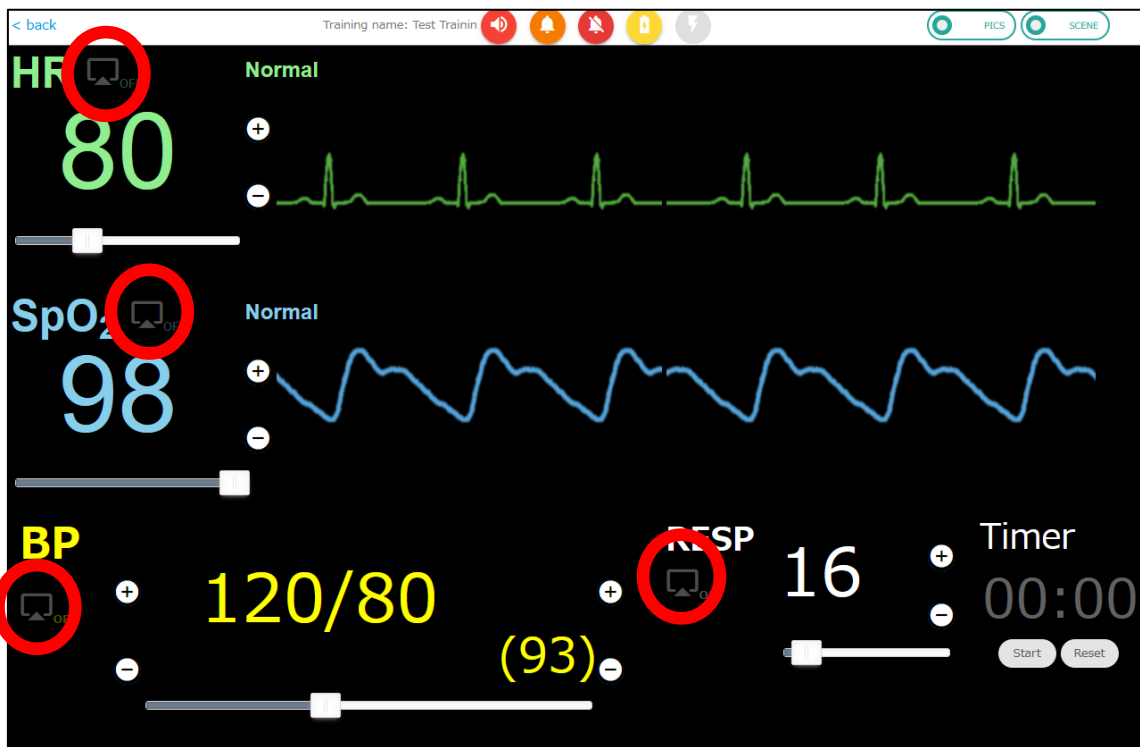 < back
Training name: Test Trainin
PICS
SCENE
HR
Normal
80
SpO₂
OFF
Normal
98
BP
120/80
(93)
RESP
16
Timer
00:00
Start
Reset